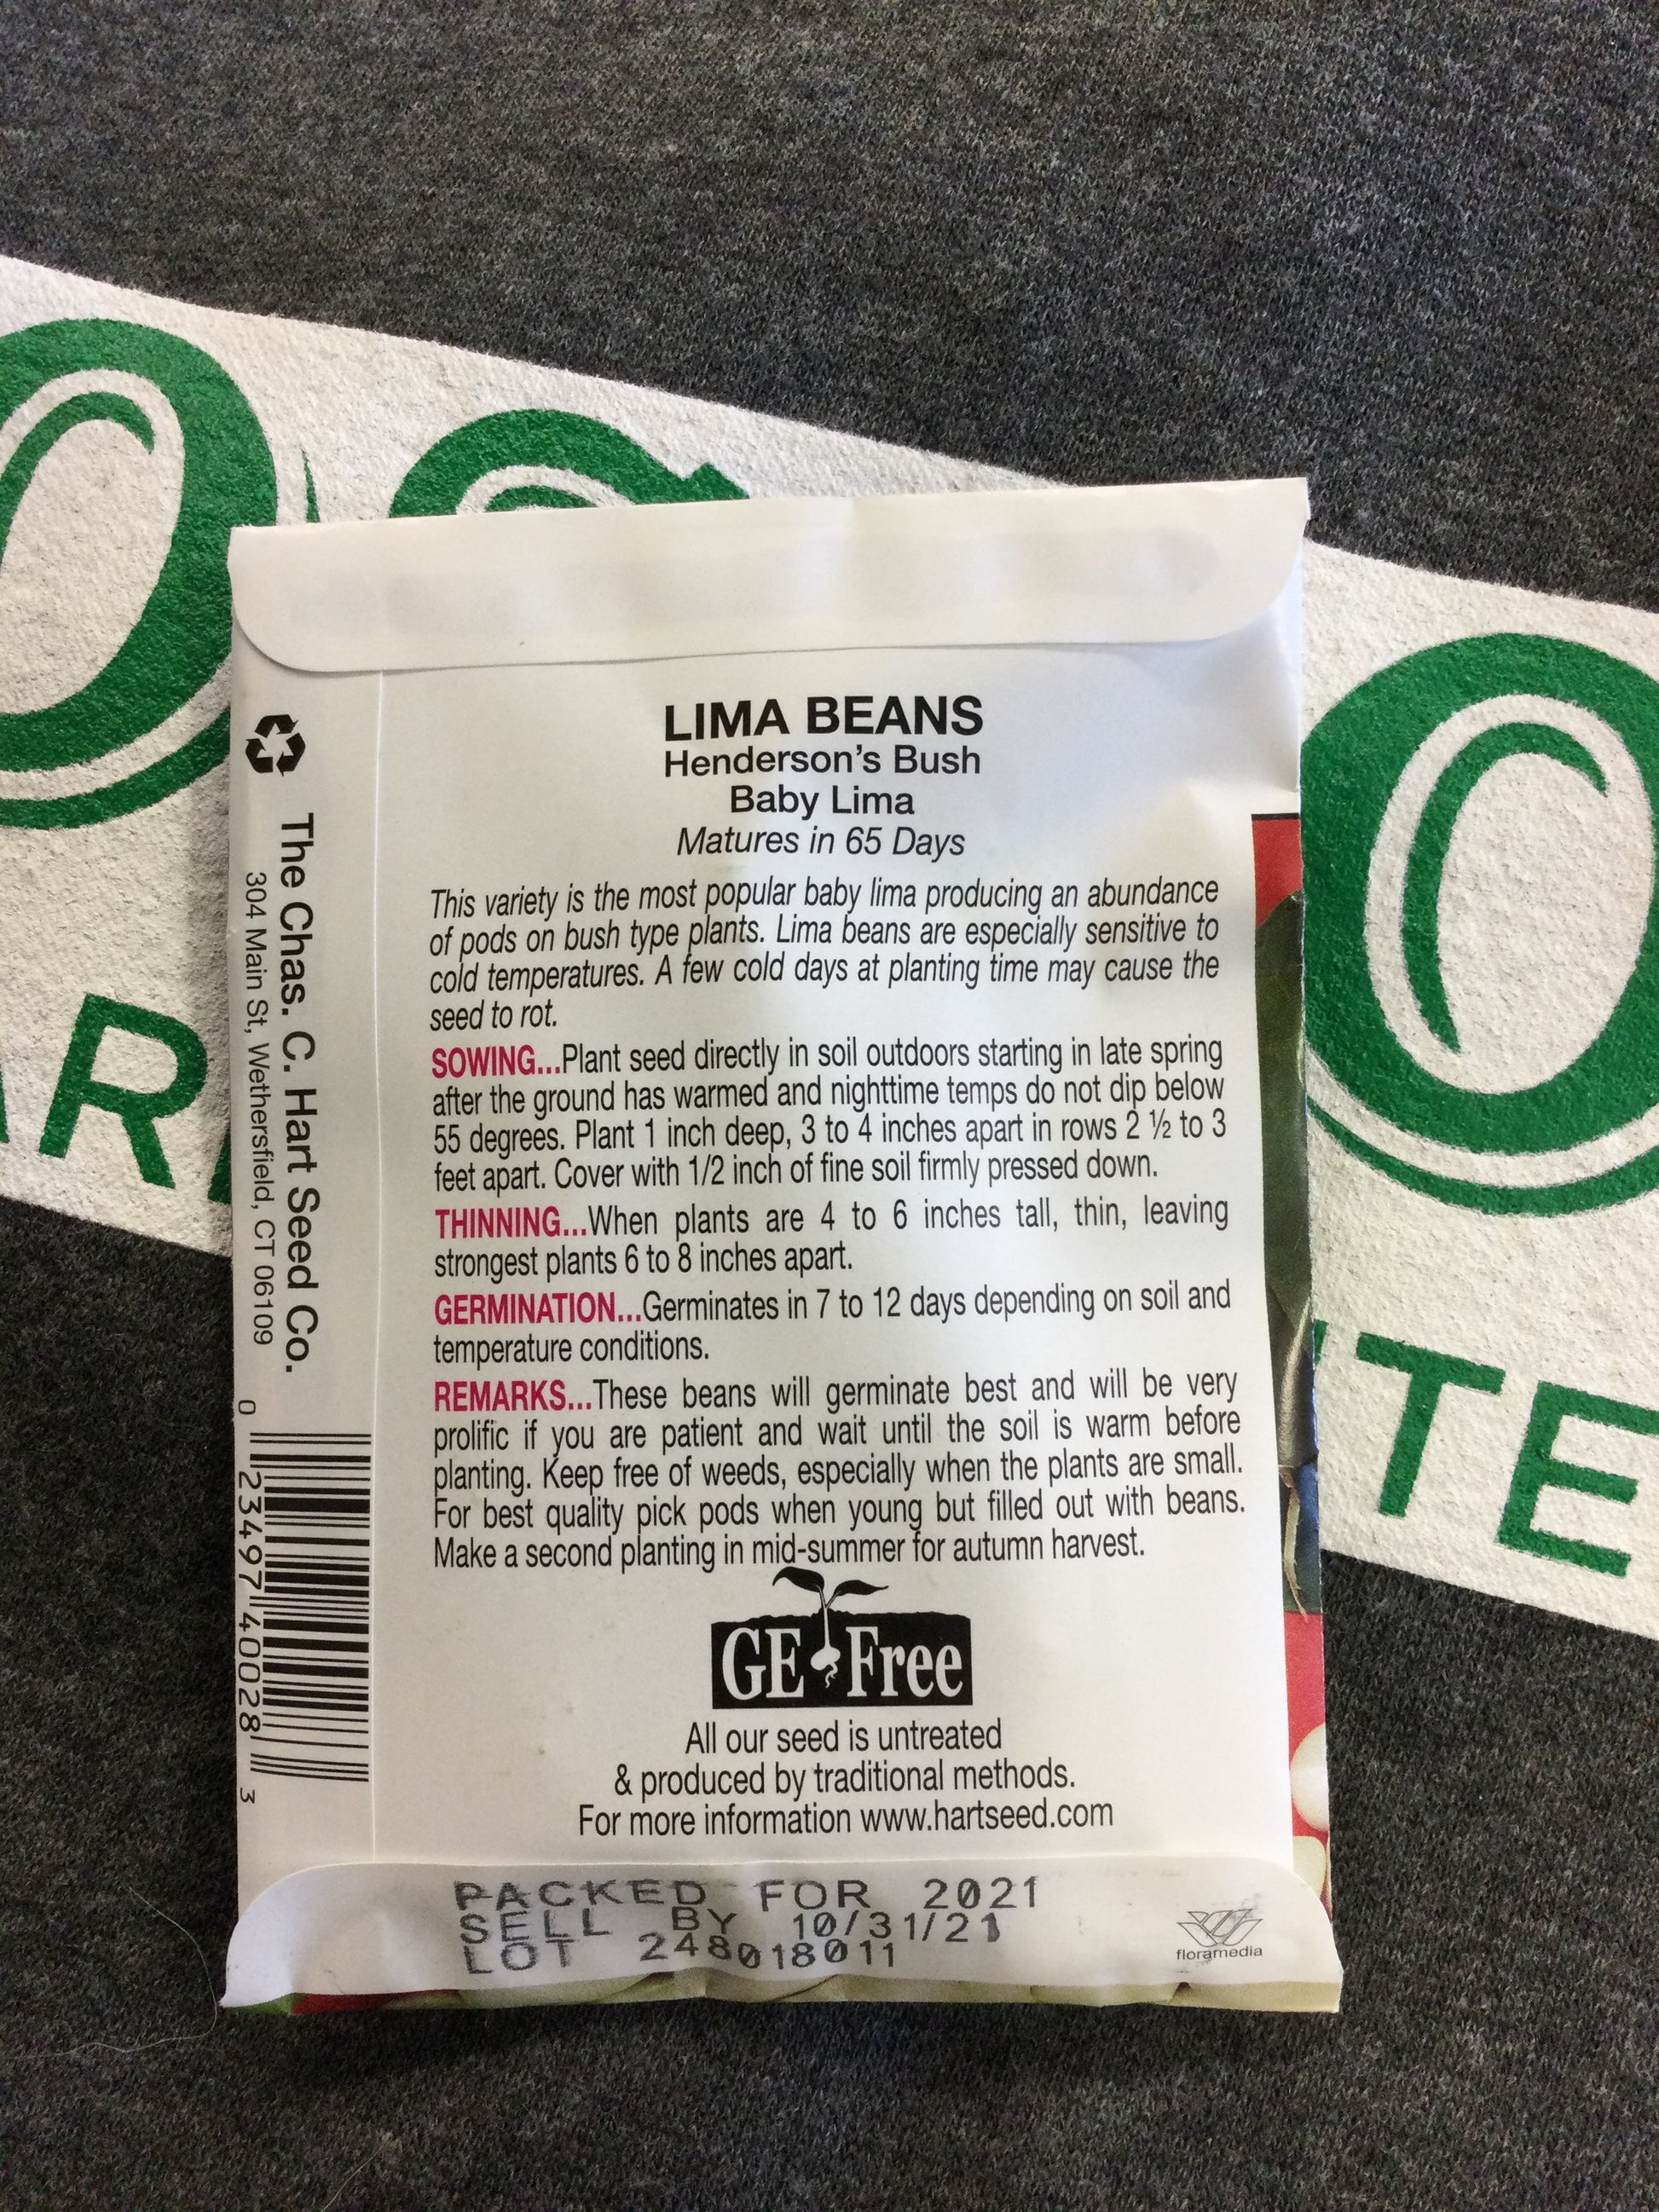 LIMA BEANS
Henderson's Bush
Baby Lima
Matures in 65 Days
This variety is the most popular baby lima producing an abundance
of pods on bush type plants. Lima beans are especially sensitive to
cold temperatures. A few cold days at planting time may cause the
seed to rot.
SOWING...Plant seed directly in soil outdoors starting in late spring
after the ground has warmed and nighttime temps do not dip below
55 degrees. Plant 1 inch deep, 3 to 4 inches apart in rows 2 ½ to 3
feet apart. Cover with 1/2 inch of fine soil firmly pressed down.
THINNING...When plants are 4 to 6 inches tall, thin, leaving
strongest plants 6 to 8 inches apart.
GERMINATION...Germinates in 7 to 12 days depending on soil and
temperature conditions.
REMARKS...These beans will germinate best and will be very
prolific if you are patient and wait until the soil is warm before
planting. Keep free of weeds, especially when the plants are small.
For best quality pick pods when young but filled out with beans.
Make a second planting in mid-summer for autumn harvest.
GE Free
All our seed is untreated
& produced by traditional methods.
For more information www.hartseed.com
PACKED FOR 2021
SELL BY 10/31/21
LOT 248018011
floramedia
The Chas. C. Hart Seed Co.
304 Main St, Wethersfield, CT 06109
0 23497 40028 3
O
R
TE